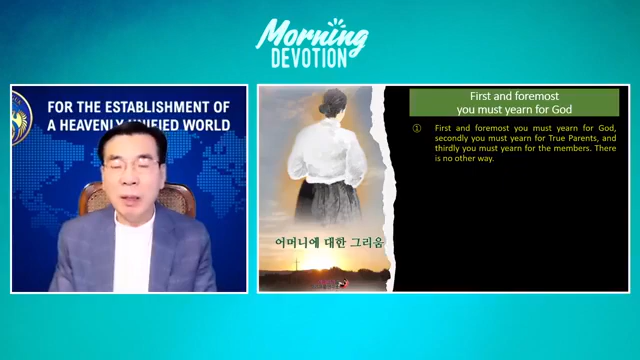 Morning
DEVOTION
FOR THE ESTABLISHMENT OF
A HEAVENLY UNIFIED WORLD
First and foremost
you must yearn for God
① First and foremost you must yearn for God,
secondly you must yearn for True Parents, and
thirdly you must yearn for the members. There
is no other way.
어머니에 대한 그리움